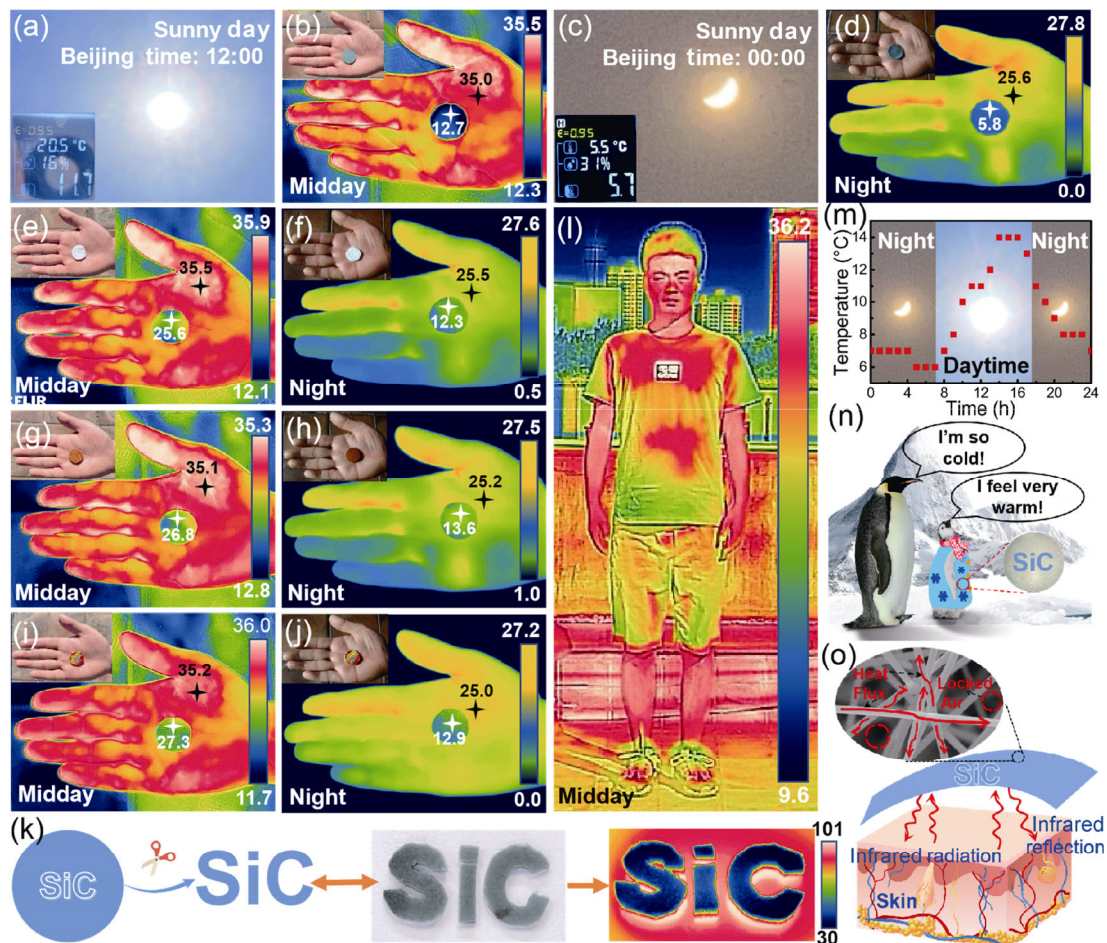 (a)
Sunny day
Beijing time: 12:00
ε=0.95
20.5 °C
16%
11.7
(b)
35.5
35.0
12.7
Midday
12.3
(c)
Sunny day
Beijing time: 00:00
H
ε=0.95
5.5 °C
31%
5.7
(d)
27.8
25.6
5.8
Night
0.0
(e)
35.9
35.5
25.6
Midday
12.1
(f)
27.6
25.5
12.3
Night
0.5
(g)
35.3
35.1
26.8
Midday
12.8
(h)
27.5
25.2
13.6
Night
1.0
(i)
36.0
35.2
27.3
Midday
11.7
(j)
27.2
25.0
12.9
Night
0.0
(k)
SiC
SiC
SiC
SiC
101
30
(l)
36.2
Midday
9.6
(m)
Night
Night
Daytime
Temperature (°C)
14
12
10
8
6
0 4 8 12 16 20 24
Time (h)
(n)
I'm so
cold!
I feel very
warm!
SiC
(o)
Heat
Flux
Locked
Air
SiC
Infrared
reflection
Infrared radiation
Skin